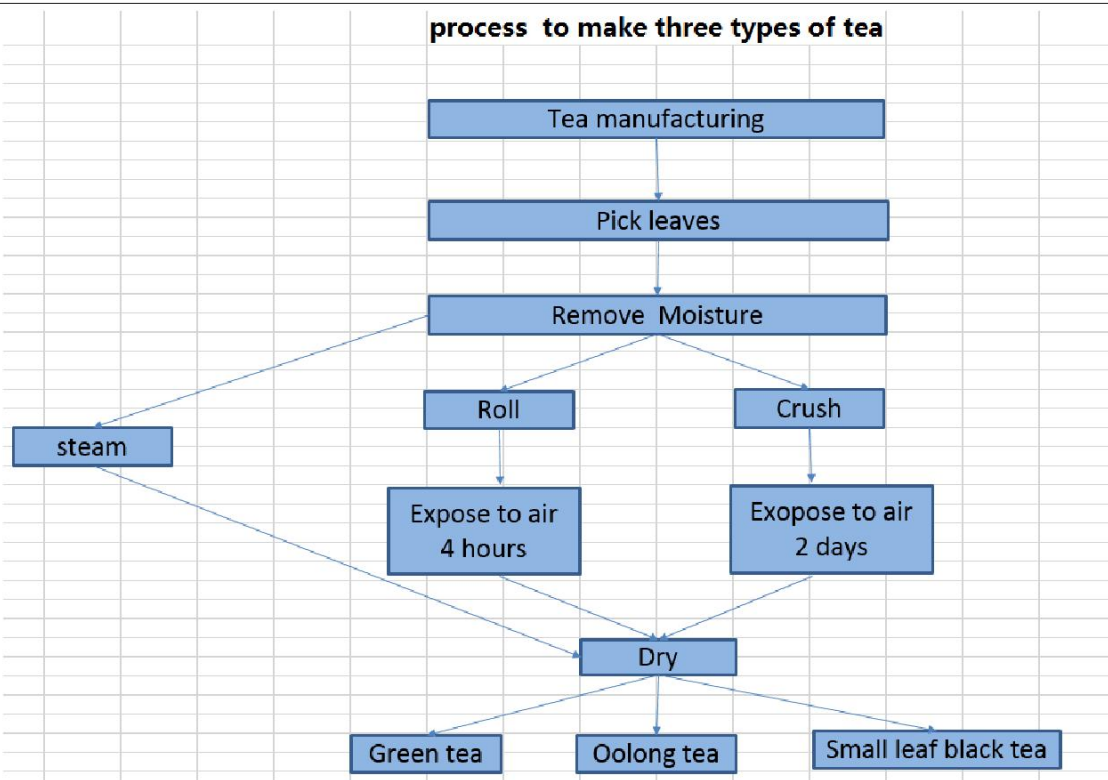 process to make three types of tea
Tea manufacturing
Pick leaves
Remove Moisture
Roll
Crush
steam
Expose to air
4 hours
Exopose to air
2 days
Dry
Green tea
Oolong tea
Small leaf black tea